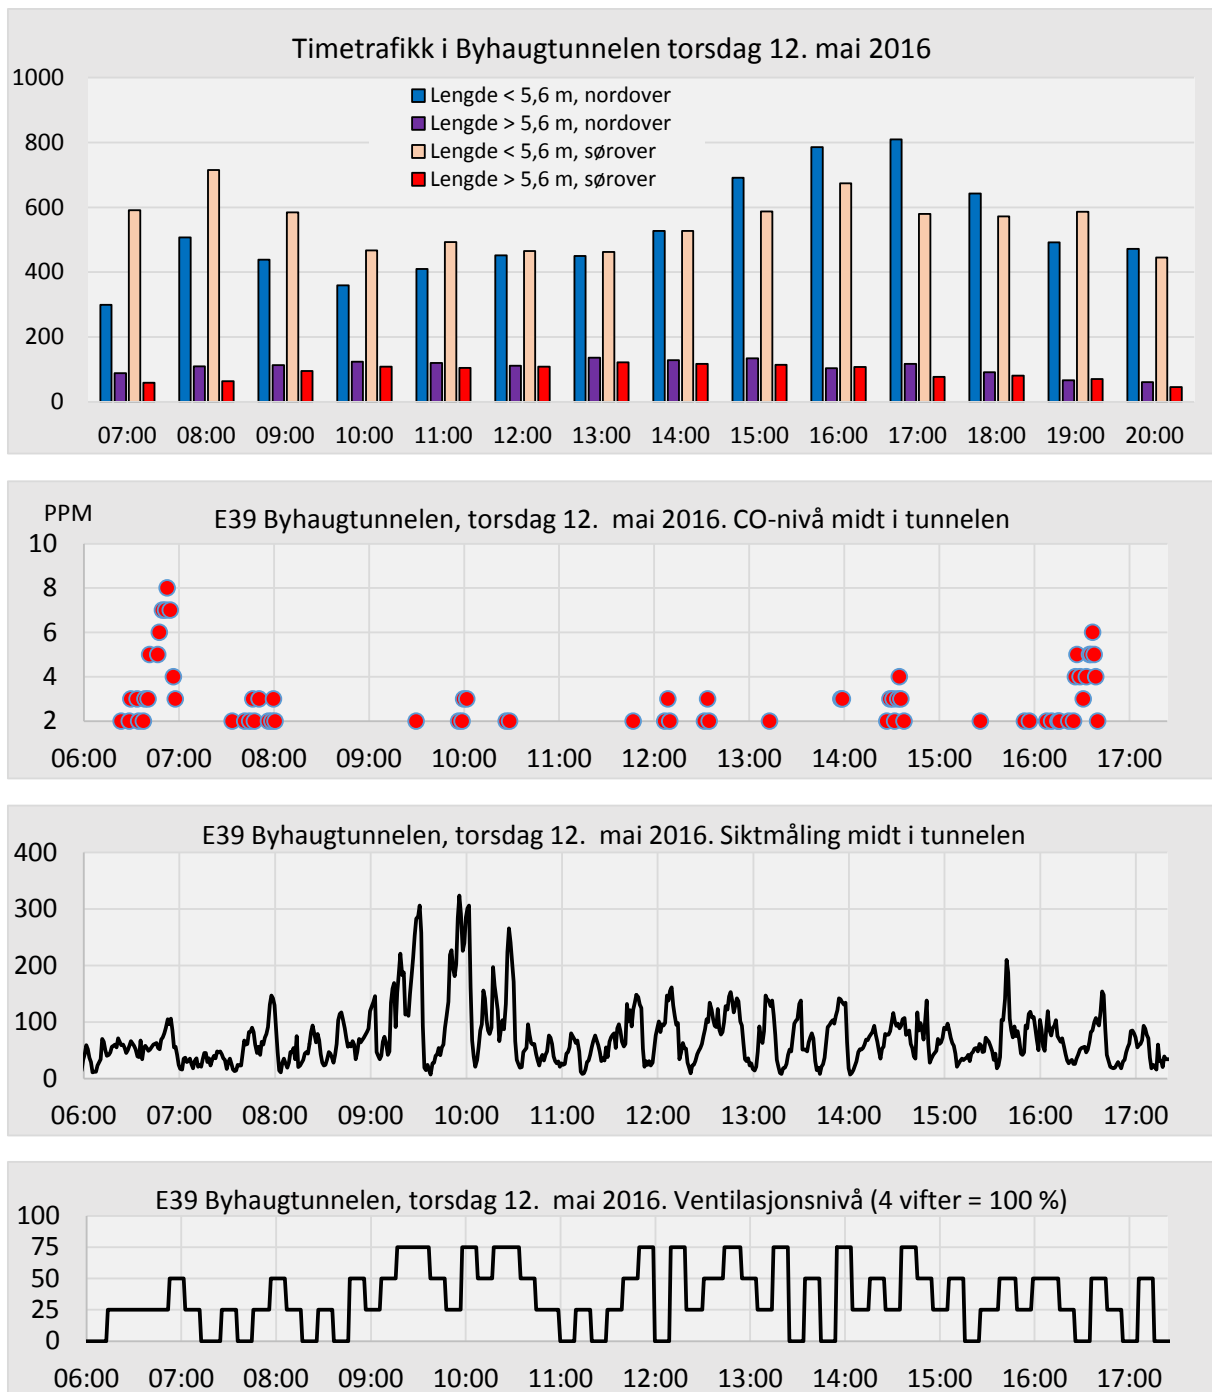 Timetrafikk i Byhaugtunnelen torsdag 12. mai 2016
1000
800
600
400
200
0
Lengde < 5,6 m, nordover
Lengde > 5,6 m, nordover
Lengde < 5,6 m, sørover
Lengde > 5,6 m, sørover
07:00 08:00 09:00 10:00 11:00 12:00 13:00 14:00 15:00 16:00 17:00 18:00 19:00 20:00
PPM
E39 Byhaugtunnelen, torsdag 12.  mai 2016. CO-nivå midt i tunnelen
10
8
6
4
2
06:00 07:00 08:00 09:00 10:00 11:00 12:00 13:00 14:00 15:00 16:00 17:00
E39 Byhaugtunnelen, torsdag 12.  mai 2016. Siktmåling midt i tunnelen
400
300
200
100
0
06:00 07:00 08:00 09:00 10:00 11:00 12:00 13:00 14:00 15:00 16:00 17:00
E39 Byhaugtunnelen, torsdag 12.  mai 2016. Ventilasjonsnivå (4 vifter = 100 %)
100
75
50
25
0
06:00 07:00 08:00 09:00 10:00 11:00 12:00 13:00 14:00 15:00 16:00 17:00